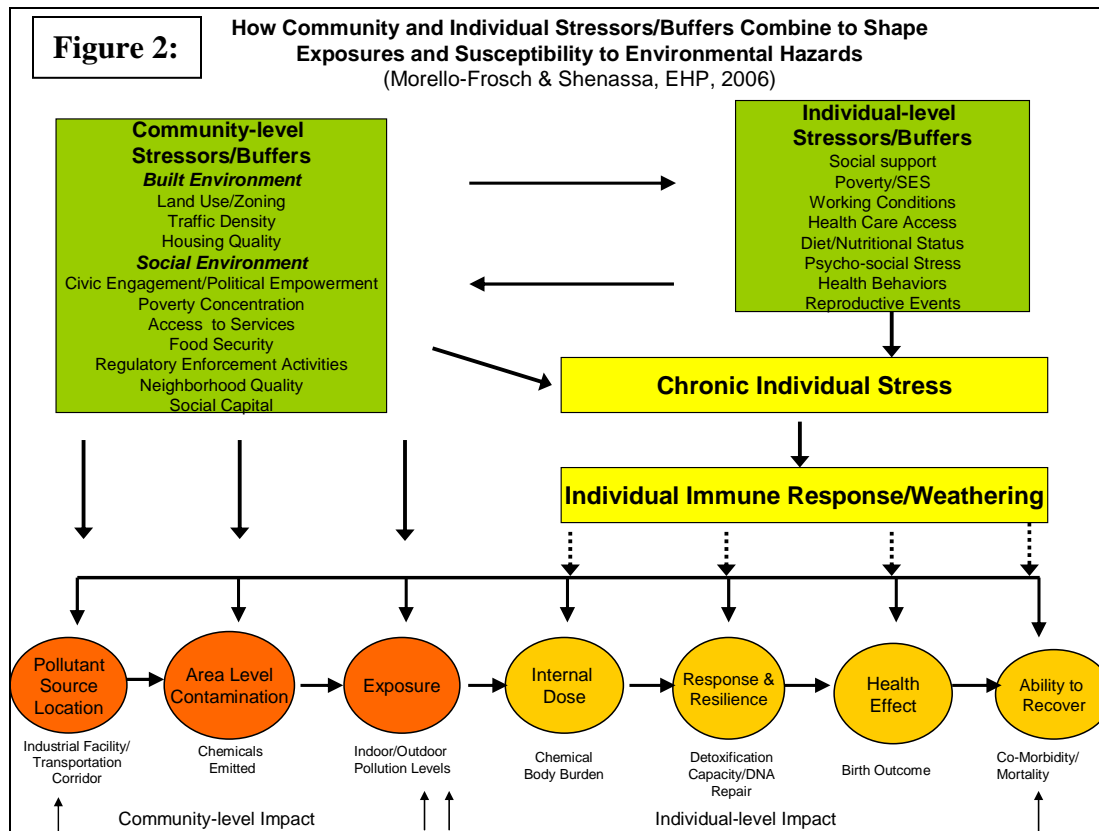 Figure 2:
How Community and Individual Stressors/Buffers Combine to Shape
Exposures and Susceptibility to Environmental Hazards
(Morello-Frosch & Shenassa, EHP, 2006)
Community-level
Stressors/Buffers
Built Environment
Land Use/Zoning
Traffic Density
Housing Quality
Social Environment
Civic Engagement/Political Empowerment
Poverty Concentration
Access to Services
Food Security
Regulatory Enforcement Activities
Neighborhood Quality
Social Capital
Individual-level
Stressors/Buffers
Social support
Poverty/SES
Working Conditions
Health Care Access
Diet/Nutritional Status
Psycho-social Stress
Health Behaviors
Reproductive Events
Chronic Individual Stress
Individual Immune Response/Weathering
Pollutant
Source
Location
Area Level
Contamination
Exposure
Internal
Dose
Response &
Resilience
Health
Effect
Ability to
Recover
Industrial Facility/
Transportation
Corridor
Chemicals
Emitted
Indoor/Outdoor
Pollution Levels
Chemical
Body Burden
Detoxification
Capacity/DNA
Repair
Birth Outcome
Co-Morbidity/
Mortality
Community-level Impact
Individual-level Impact